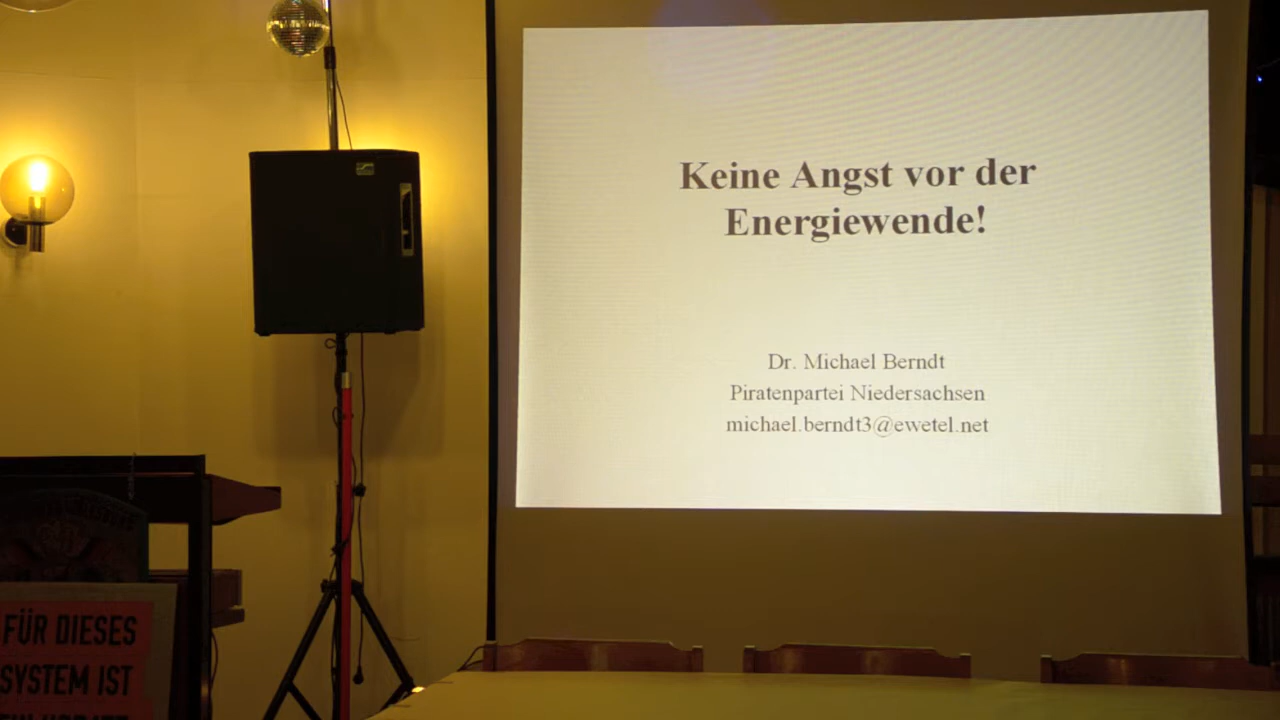 Keine Angst vor der
Energiewende!
Dr. Michael Berndt
Piratenpartei Niedersachsen
michael.berndt3@ewetel.net
FÜR DIESES
SYSTEM IST